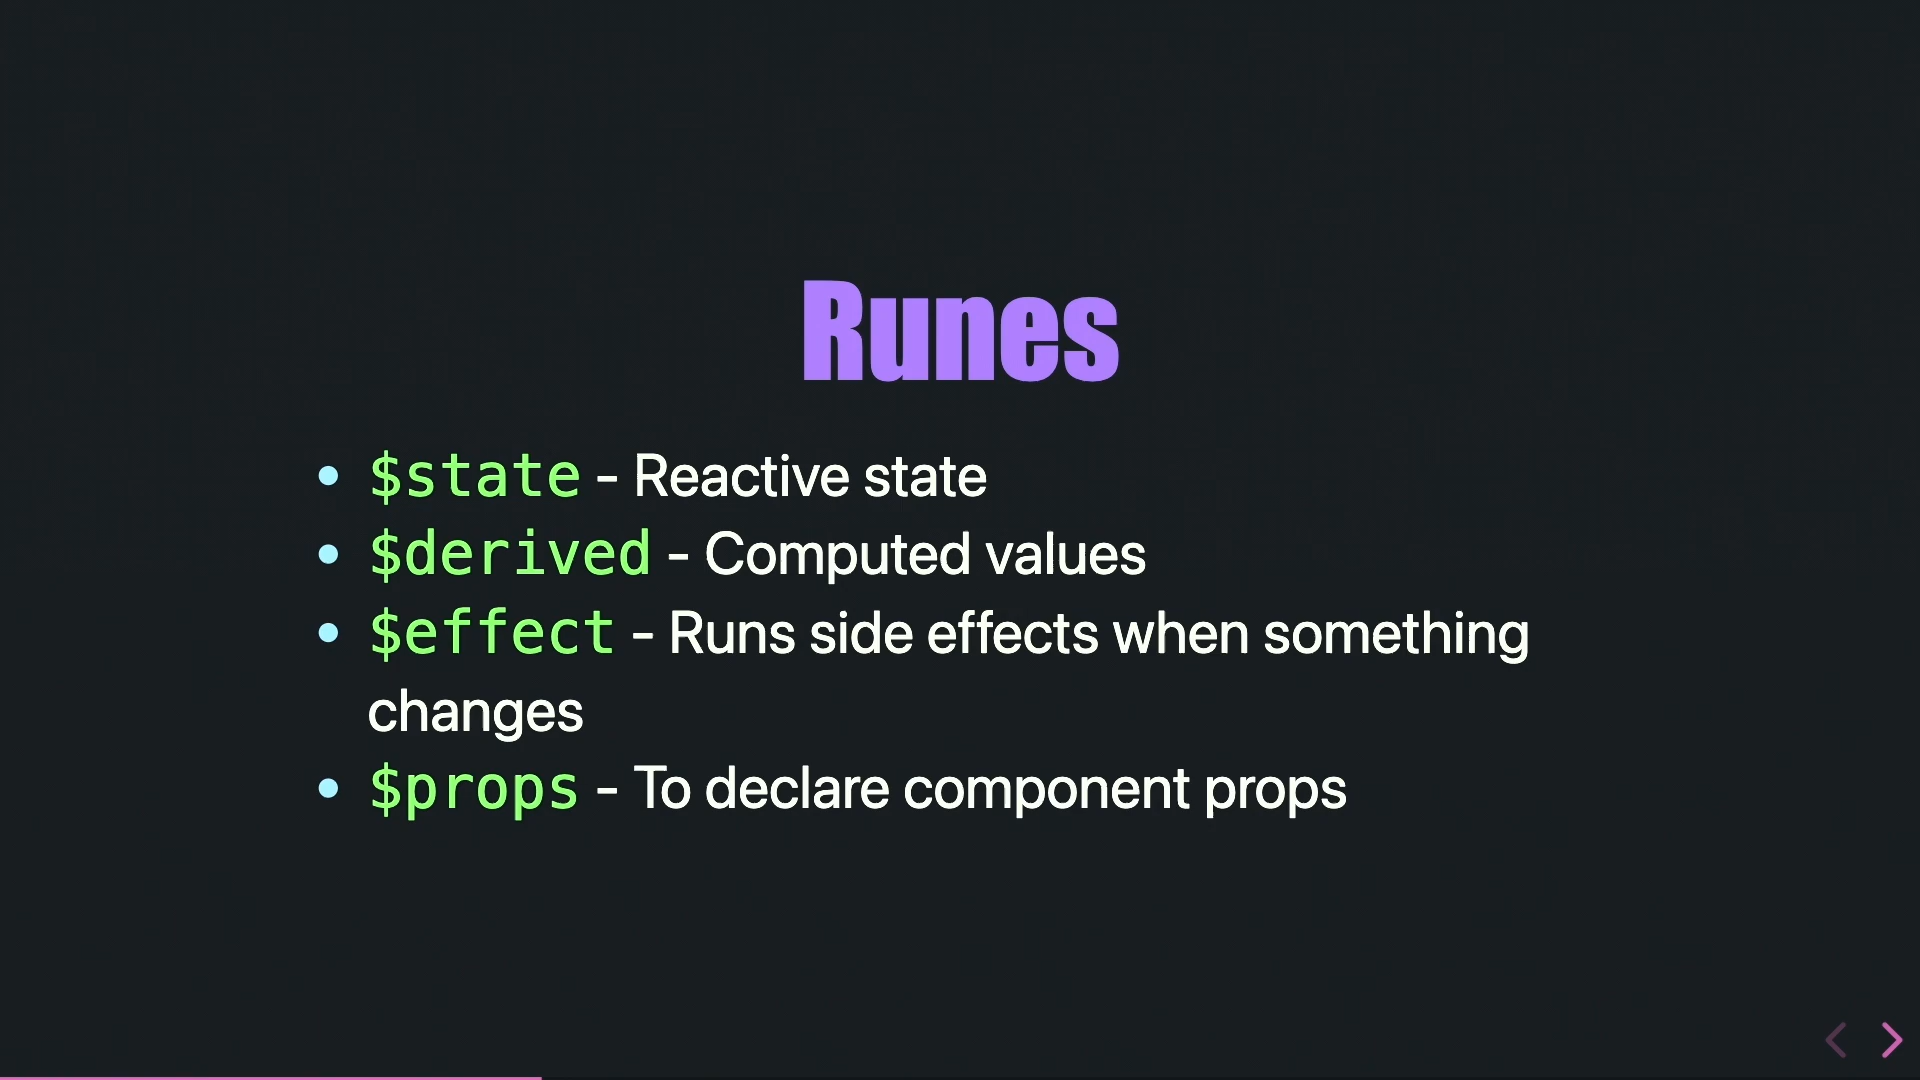 Runes
• $state - Reactive state
• $derived - Computed values
• $effect - Runs side effects when something
changes
• $props - To declare component props